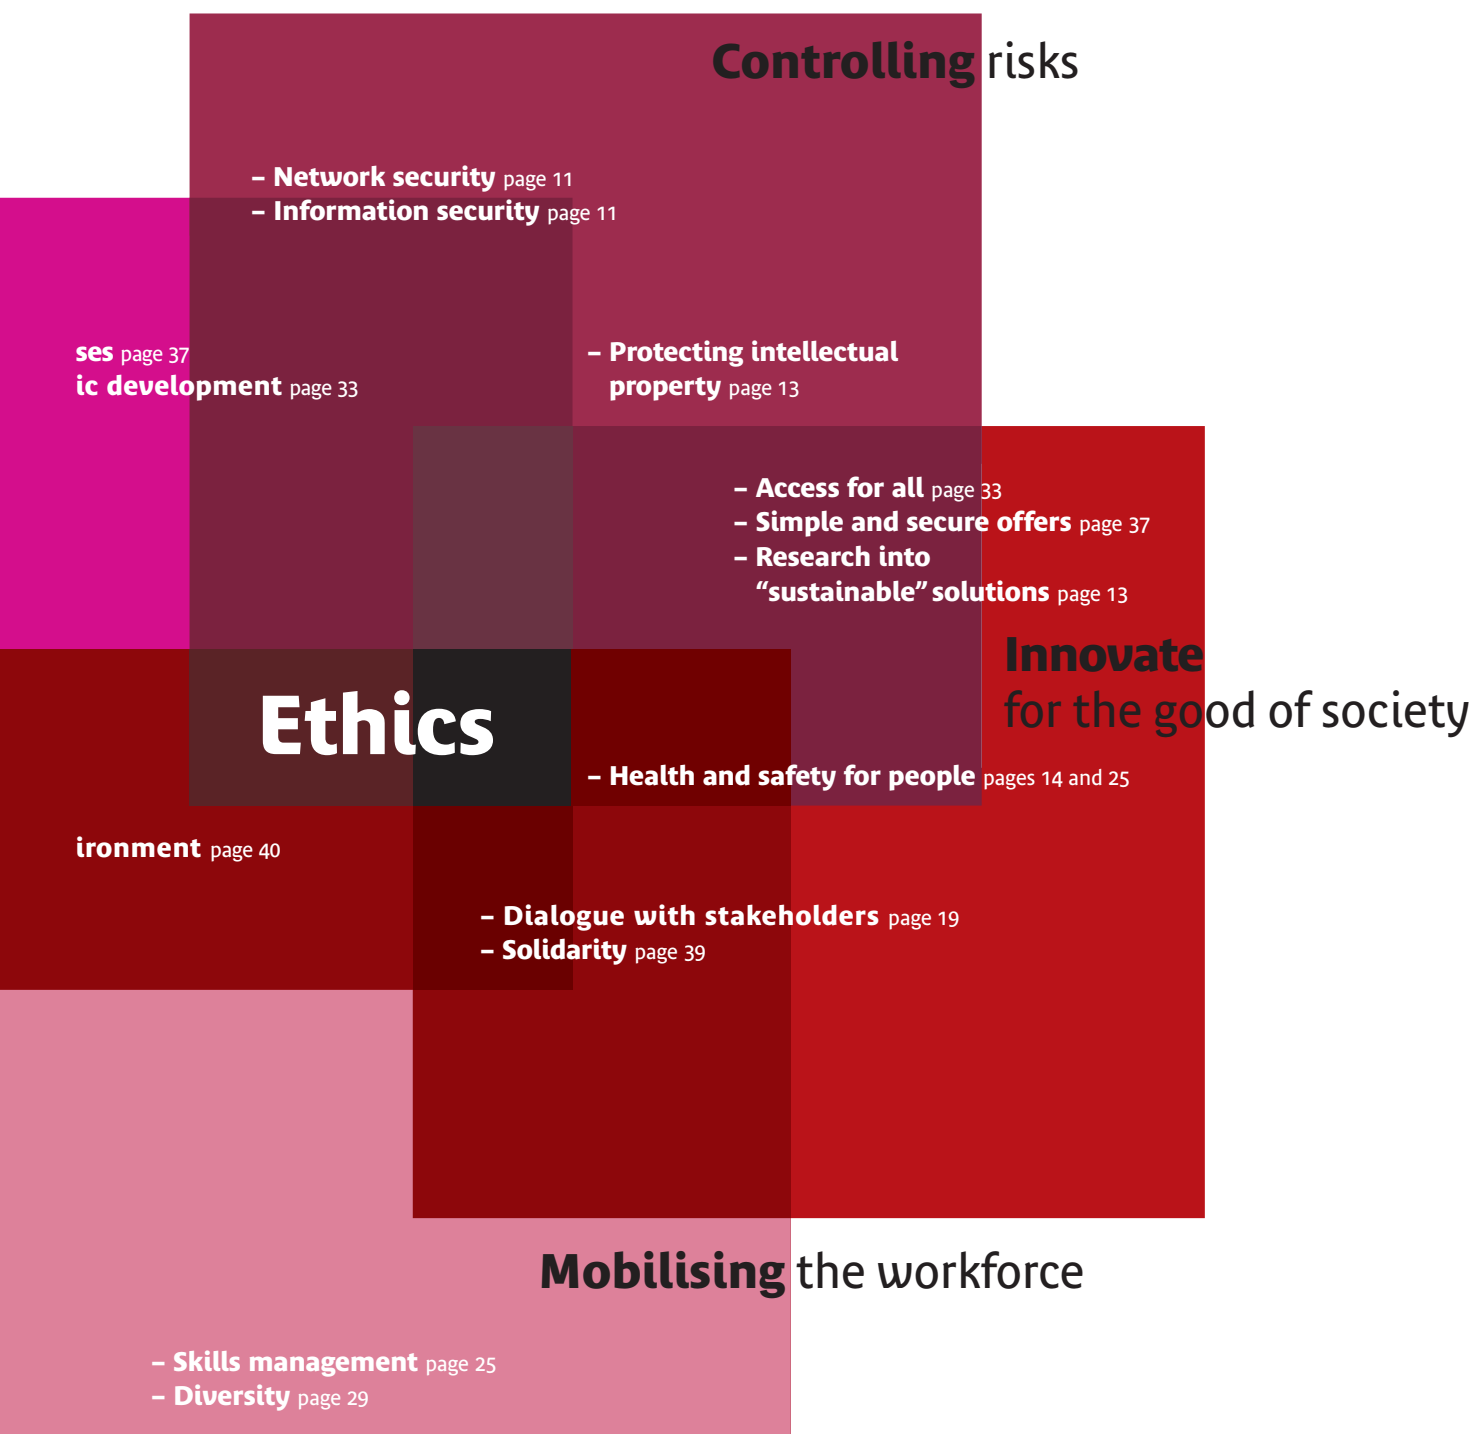 Controlling risks
– Network security page 11
– Information security page 11
ses page 37
ic development page 33
– Protecting intellectual
property page 13
– Access for all page 33
– Simple and secure offers page 37
– Research into
“sustainable” solutions page 13
Innovate
for the good of society
Ethics
– Health and safety for people pages 14 and 25
ironment page 40
– Dialogue with stakeholders page 19
– Solidarity page 39
Mobilising the workforce
– Skills management page 25
– Diversity page 29